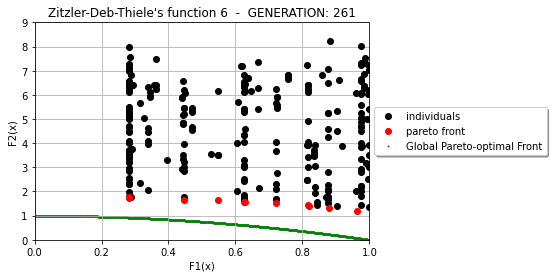 Zitzler-Deb-Thiele's function 6 - GENERATION: 261
9
8
7
6
5
4
3
2
1
0
F2(x)
0.0 0.2 0.4 0.6 0.8 1.0
F1(x)
individuals
pareto front
Global Pareto-optimal Front